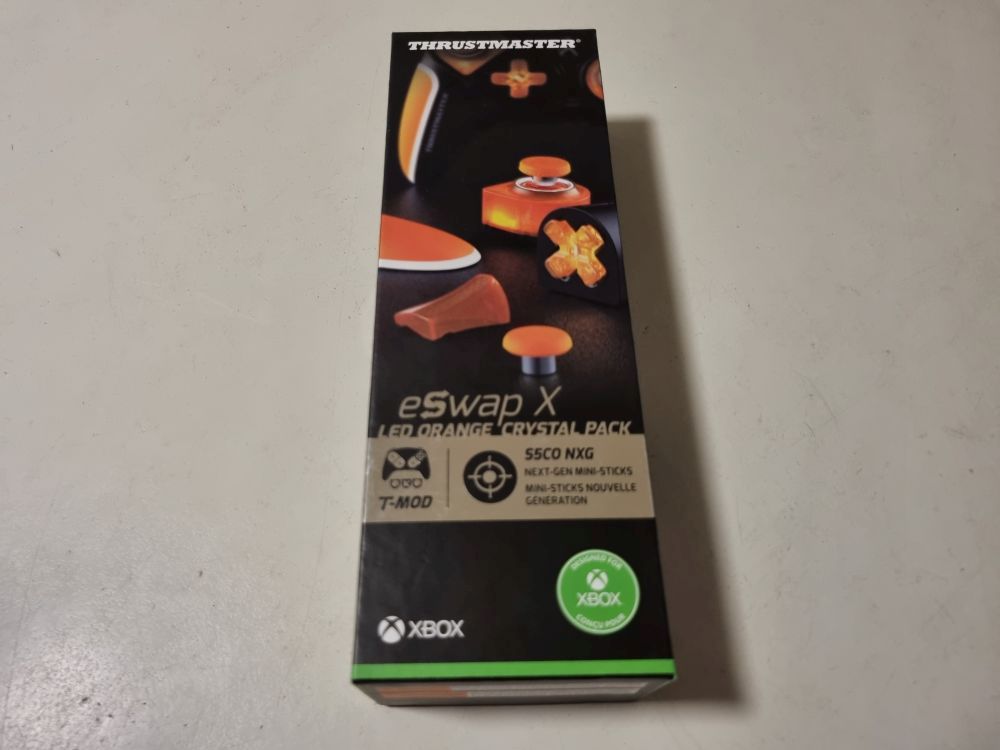 THRUSTMASTER®
THRUSTMASTER
eSwap X
LED ORANGE CRYSTAL PACK
T-MOD
S5CO NXG
NEXT-GEN MINI-STICKS
MINI-STICKS NOUVELLE
GÉNÉRATION
DESIGNED FOR
XBOX
CONÇU POUR
XBOX